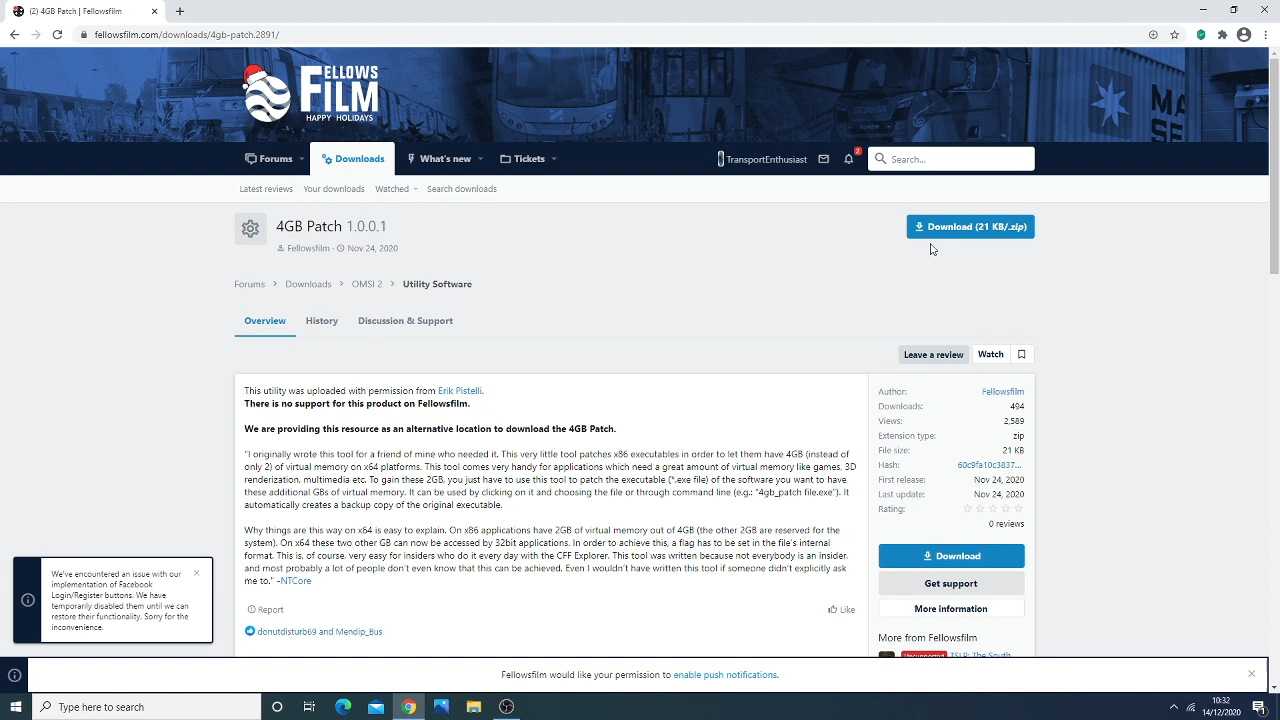 (2) 4GB Patch | Fellowsfilm
fellowsfilm.com/downloads/4gb-patch.2891/
FELLOWS
FILM
HAPPY HOLIDAYS
Forums
Downloads
What's new
Tickets
TransportEnthusiast
2
Search...
Latest reviews
Your downloads
Watched
Search downloads
4GB Patch 1.0.0.1
Download (21 KB/.zip)
Fellowsfilm · Nov 24, 2020
Forums > Downloads > OMSI 2 > Utility Software
Overview
History
Discussion & Support
Leave a review
Watch
This utility was uploaded with permission from Erik Pistelli.
There is no support for this product on Fellowsfilm.
We are providing this resource as an alternative location to download the 4GB Patch.
"I originally wrote this tool for a friend of mine who needed it. This very little tool patches x86 executables in order to let them have 4GB (instead of
only 2) of virtual memory on x64 platforms. This tool comes very handy for applications which need a great amount of virtual memory like games, 3D
renderization, multimedia etc. To gain these 2GB, you just have to use this tool to patch the executable (*.exe file) of the software you want to have
these additional GBs of virtual memory. It can be used by clicking on it and choosing the file or through command line (e.g.: "4gb_patch file.exe"). It
automatically creates a backup copy of the original executable.
Why things are this way on x64 is easy to explain. On x86 applications have 2GB of virtual memory out of 4GB (the other 2GB are reserved for the
system). On x64 these two other GB can now be accessed by 32bit applications. In order to achieve this, a flag has to be set in the file's internal
format. This is, of course, very easy for insiders who do it every day with the CFF Explorer. This tool was written because not everybody is an insider,
and most probably a lot of people don't even know that this can be achieved. Even I wouldn't have written this tool if someone didn't explicitly ask
me to." -NTCore
Report
Like
donutdisturb69 and Mendip_Bus
Author: Fellowsfilm
Downloads: 494
Views: 2,589
Extension type: zip
File size: 21 KB
Hash: 60c9fa10c3837...
First release: Nov 24, 2020
Last update: Nov 24, 2020
Rating:
0 reviews
Download
Get support
More information
More from Fellowsfilm
Unsupported TSLR: The South
We've encountered an issue with our
implementation of Facebook
Login/Register buttons. We have
temporarily disabled them until we can
restore their functionality. Sorry for the
inconvenience.
Fellowsfilm would like your permission to enable push notifications.
Type here to search
10:32
14/12/2020
1